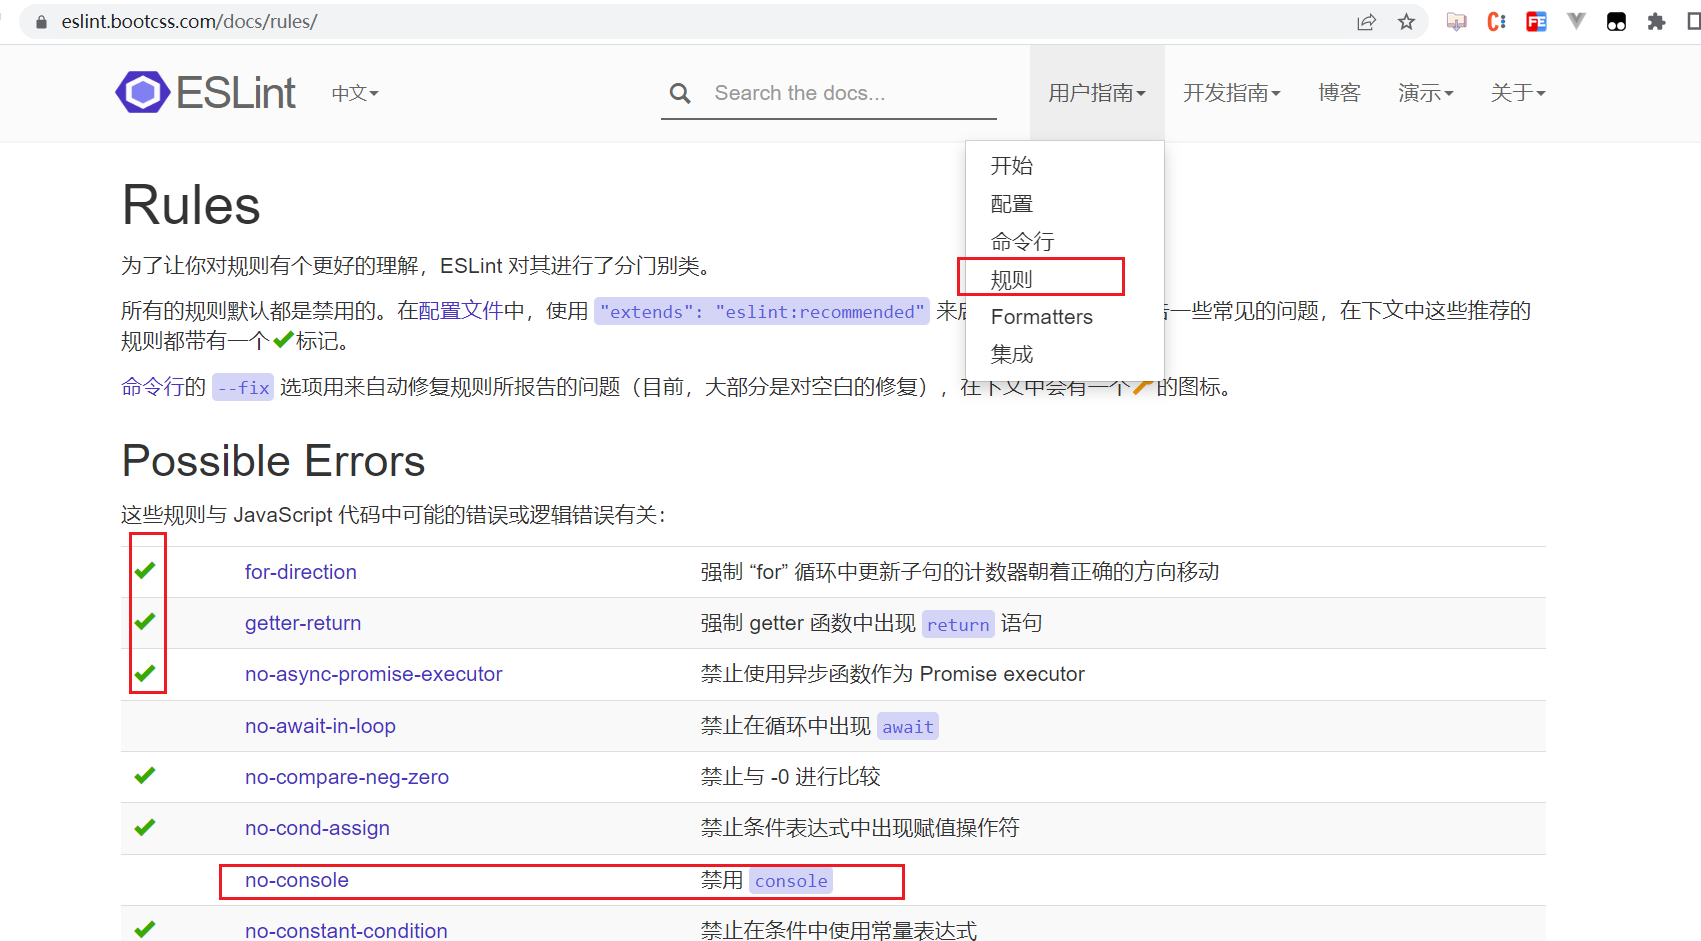 eslint.bootcss.com/docs/rules/
ESLint 中文 Search the docs... 用户指南 开发指南 博客 演示 关于
开始
配置
命令行
规则
Formatters
集成
Rules
为了让你对规则有个更好的理解，ESLint 对其进行了分门别类。
所有的规则默认都是禁用的。在配置文件中，使用 "extends": "eslint:recommended" 来 一些常见的问题，在下文中这些推荐的
规则都带有一个 标记。
命令行的 --fix 选项用来自动修复规则所报告的问题（目前，大部分是对空白的修复），在下文中会有一个 的图标。
Possible Errors
这些规则与 JavaScript 代码中可能的错误或逻辑错误有关：
for-direction 强制 “for” 循环中更新子句的计数器朝着正确的方向移动
getter-return 强制 getter 函数中出现 return 语句
no-async-promise-executor 禁止使用异步函数作为 Promise executor
no-await-in-loop 禁止在循环中出现 await
no-compare-neg-zero 禁止与 -0 进行比较
no-cond-assign 禁止条件表达式中出现赋值操作符
no-console 禁用 console
no-constant-condition 禁止在条件中使用常量表达式